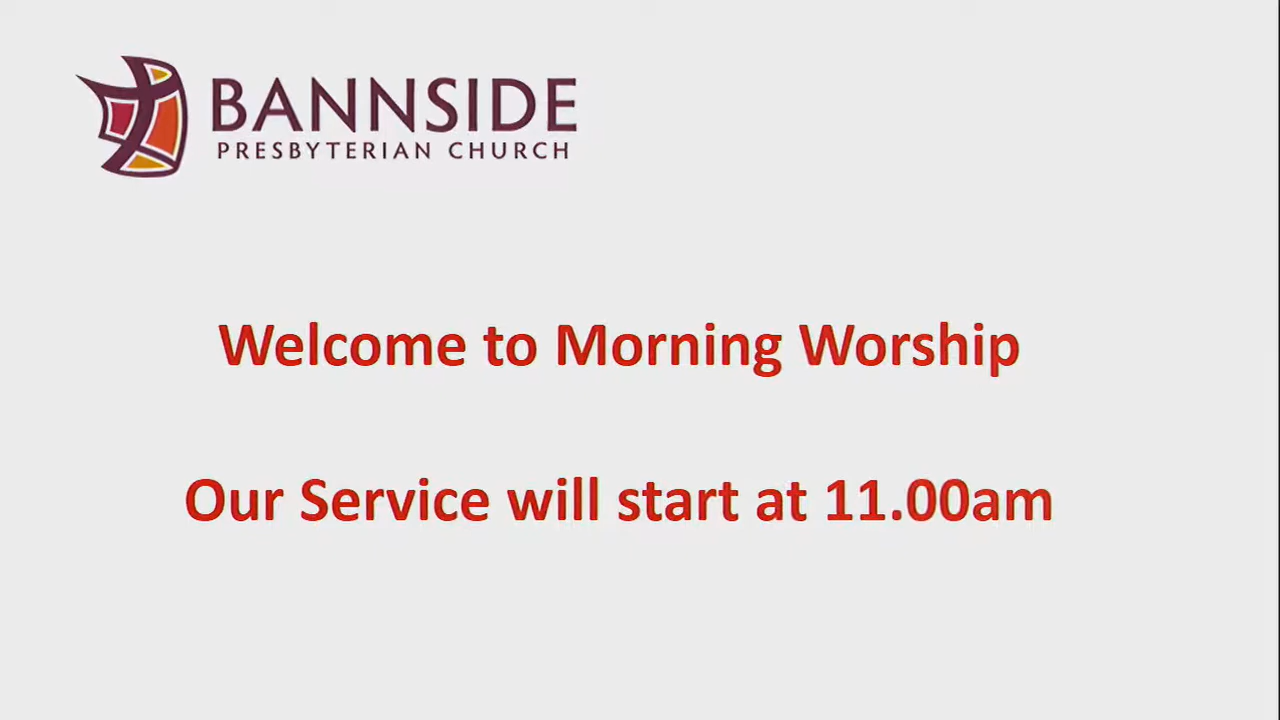 BANNSIDE
PRESBYTERIAN CHURCH
Welcome to Morning Worship
Our Service will start at 11.00am